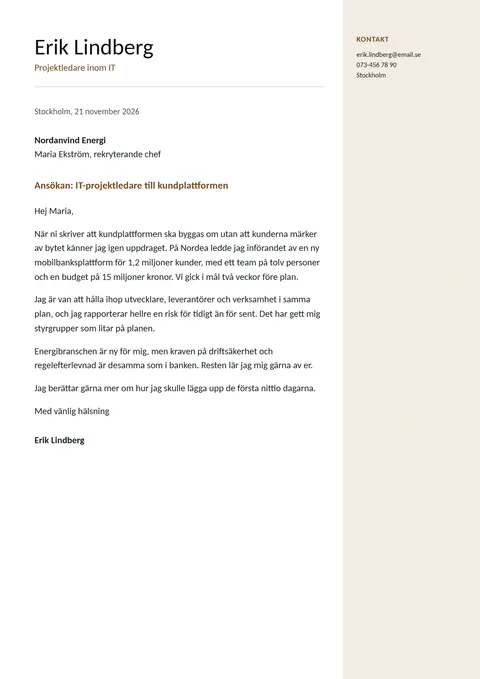 Erik Lindberg
Projektledare inom IT
KONTAKT
erik.lindberg@email.se
073-456 78 90
Stockholm
Stockholm, 21 november 2026
Nordanvind Energi
Maria Ekström, rekryterande chef
Ansökan: IT-projektledare till kundplattformen
Hej Maria,
När ni skriver att kundplattformen ska byggas om utan att kunderna märker
av bytet känner jag igen uppdraget. På Nordea ledde jag införandet av en ny
mobilbanksplattform för 1,2 miljoner kunder, med ett team på tolv personer
och en budget på 15 miljoner kronor. Vi gick i mål två veckor före plan.
Jag är van att hålla ihop utvecklare, leverantörer och verksamhet i samma
plan, och jag rapporterar hellre en risk för tidigt än för sent. Det har gett mig
styrgrupper som litar på planen.
Energibranschen är ny för mig, men kraven på driftsäkerhet och
regelefterlevnad är desamma som i banken. Resten lär jag mig gärna av er.
Jag berättar gärna mer om hur jag skulle lägga upp de första nittio dagarna.
Med vänlig hälsning
Erik Lindberg